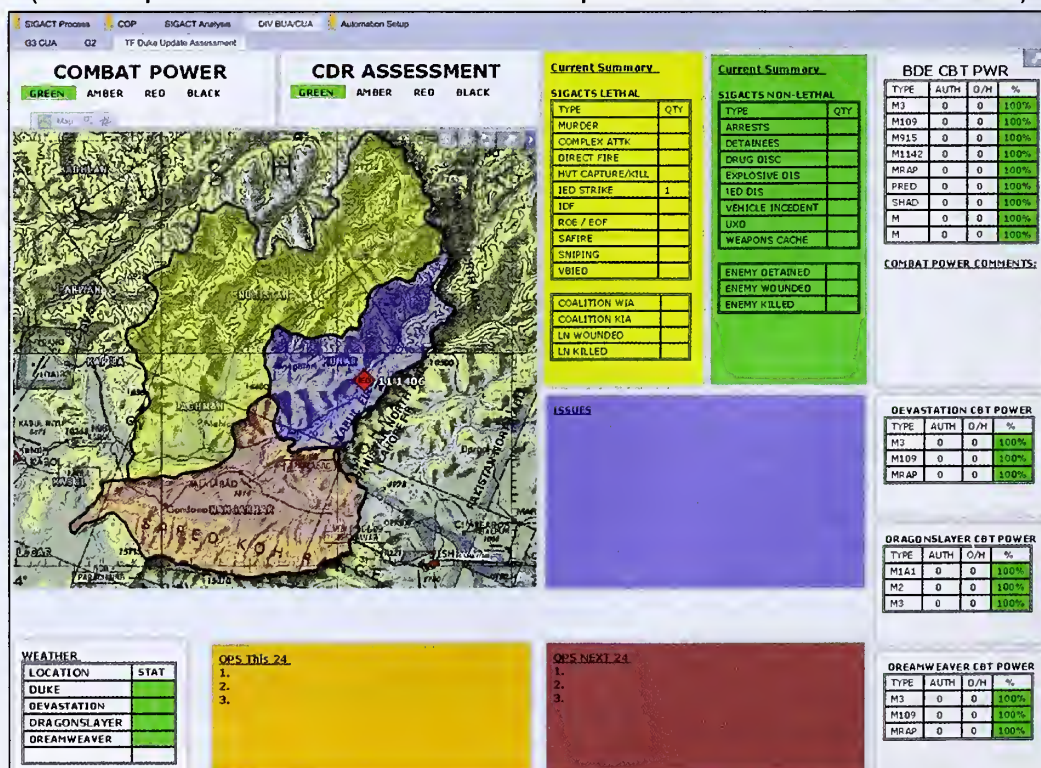 SIGACT Process COP SIGACT Analysis DIV BUA/CUA Automation Setup
G3 CUA G2 TF Duke Update Assessment
COMBAT POWER
GREEN AMBER RED BLACK
CDR ASSESSMENT
GREEN AMBER RED BLACK
Map
NURISTAN
KUNAR
LAGHMAN
KAPISA
KABUL
NANGARHAR
SAFED KOH R
11 1406
Current Summary
SIGACTS LETHAL
TYPE QTY
MURDER
COMPLEX ATTK
DIRECT FIRE
HVT CAPTURE/KILL
IED STRIKE 1
IDF
ROE / EOF
SAFIRE
SNIPING
VBIED
COALITION WIA
COALITION KIA
LN WOUNDED
LN KILLED
Current Summary
SIGACTS NON-LETHAL
TYPE QTY
ARRESTS
DETAINEES
DRUG DISC
EXPLOSIVE DIS
IED DIS
VEHICLE INCEDENT
UXO
WEAPONS CACHE
ENEMY DETAINED
ENEMY WOUNDED
ENEMY KILLED
BDE CBT PWR
TYPE AUTH O/H %
M3 0 0 100%
M109 0 0 100%
M915 0 0 100%
M1142 0 0 100%
MRAP 0 0 100%
PRED 0 0 100%
SHAD 0 0 100%
M 0 0 100%
M 0 0 100%
COMBAT POWER COMMENTS:
ISSUES
DEVASTATION CBT POWER
TYPE AUTH O/H %
M3 0 0 100%
M109 0 0 100%
MRAP 0 0 100%
DRAGONSLAYER CBT POWER
TYPE AUTH O/H %
M1A1 0 0 100%
M2 0 0 100%
M3 0 0 100%
WEATHER
LOCATION STAT
DUKE
DEVASTATION
DRAGONSLAYER
DREAMWEAVER
OPS This 24
1.
2.
3.
OPS NEXT 24
1.
2.
3.
DREAMWEAVER CBT POWER
TYPE AUTH O/H %
M3 0 0 100%
M109 0 0 100%
MRAP 0 0 100%